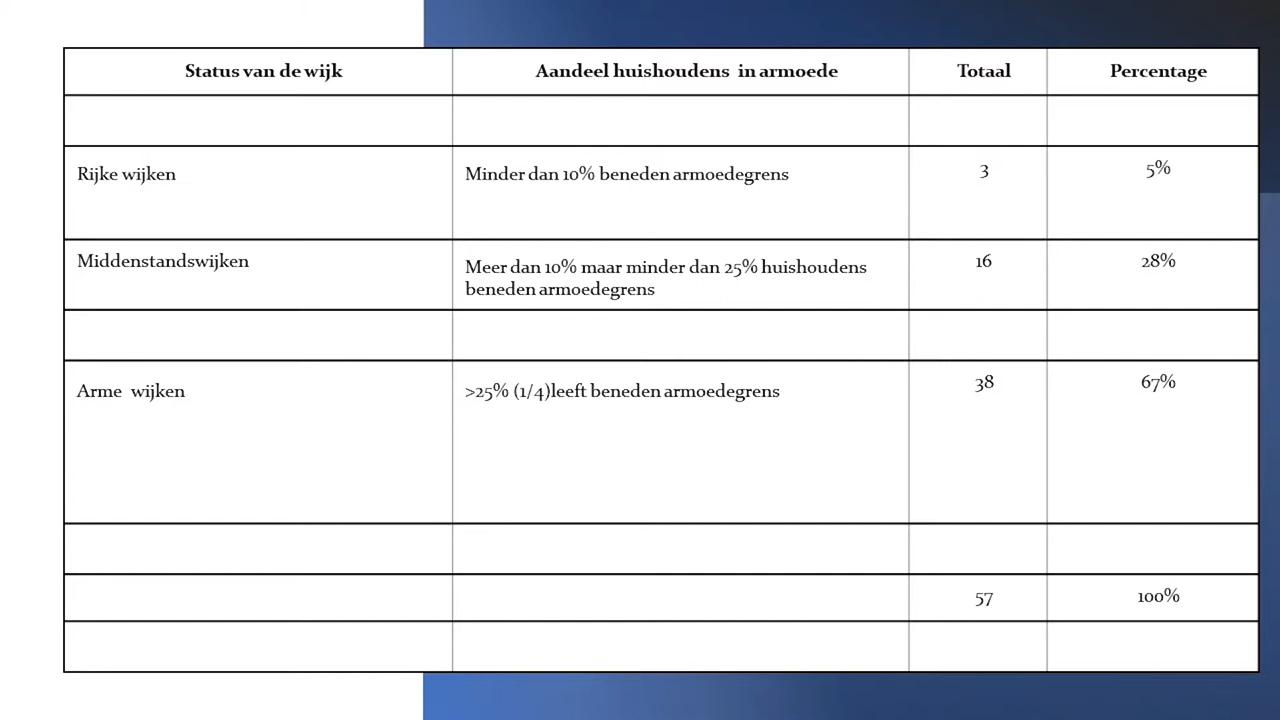 Status van de wijk Aandeel huishoudens in armoede Totaal Percentage
Rijke wijken Minder dan 10% beneden armoedegrens 3 5%
Middenstandswijken Meer dan 10% maar minder dan 25% huishoudens 16 28%
beneden armoedegrens
Arme wijken >25% (1/4)leeft beneden armoedegrens 38 67%
57 100%